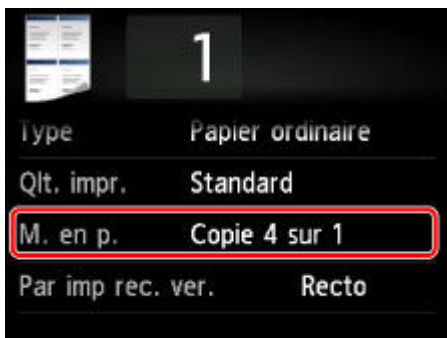 1
Type Papier ordinaire
Qlt. impr. Standard
M. en p. Copie 4 sur 1
Par imp rec. ver. Recto